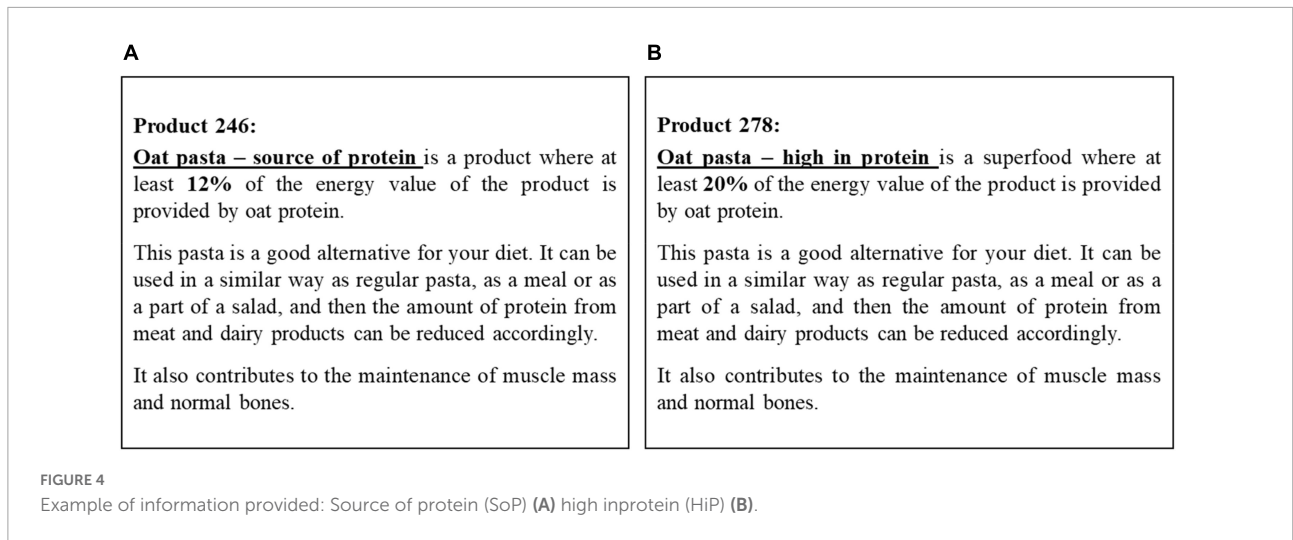 A
Product 246:
Oat pasta – source of protein is a product where at
least 12% of the energy value of the product is
provided by oat protein.
This pasta is a good alternative for your diet. It can be
used in a similar way as regular pasta, as a meal or as
a part of a salad, and then the amount of protein from
meat and dairy products can be reduced accordingly.
It also contributes to the maintenance of muscle mass
and normal bones.
B
Product 278:
Oat pasta – high in protein is a superfood where at
least 20% of the energy value of the product is provided
by oat protein.
This pasta is a good alternative for your diet. It can be
used in a similar way as regular pasta, as a meal or as a
part of a salad, and then the amount of protein from
meat and dairy products can be reduced accordingly.
It also contributes to the maintenance of muscle mass
and normal bones.
FIGURE 4
Example of information provided: Source of protein (SoP) (A) high inprotein (HiP) (B).